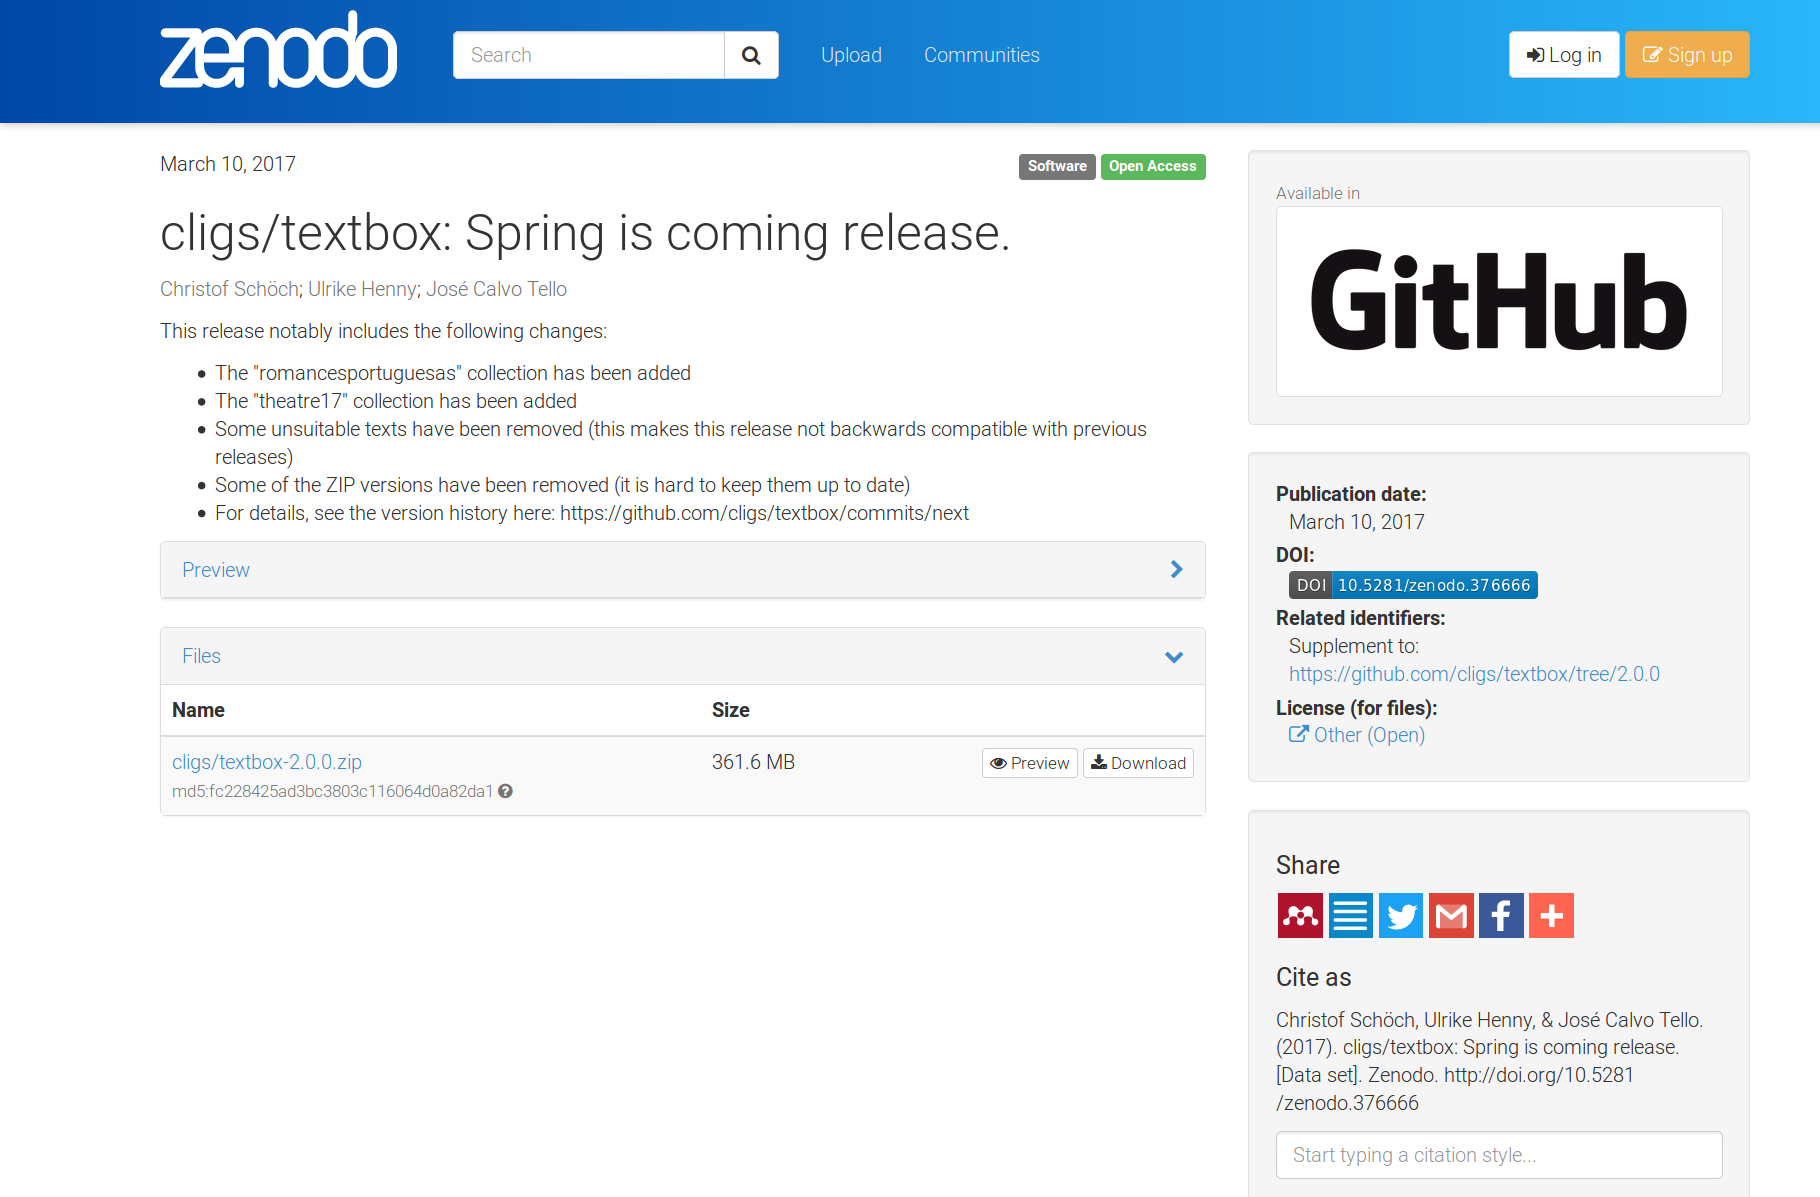 zenodo
Search
Upload
Communities
Log in
Sign up
March 10, 2017
Software
Open Access
cligs/textbox: Spring is coming release.
Christof Schöch; Ulrike Henny; José Calvo Tello
This release notably includes the following changes:
The "romancesportuguesas" collection has been added
The "theatre17" collection has been added
Some unsuitable texts have been removed (this makes this release not backwards compatible with previous
releases)
Some of the ZIP versions have been removed (it is hard to keep them up to date)
For details, see the version history here: https://github.com/cligs/textbox/commits/next
Preview
Files
Name Size
cligs/textbox-2.0.0.zip 361.6 MB Preview Download
md5:fc228425ad3bc3803c116064d0a82da1
Available in
GitHub
Publication date:
March 10, 2017
DOI:
DOI 10.5281/zenodo.376666
Related identifiers:
Supplement to:
https://github.com/cligs/textbox/tree/2.0.0
License (for files):
Other (Open)
Share
Cite as
Christof Schöch, Ulrike Henny, & José Calvo Tello.
(2017). cligs/textbox: Spring is coming release.
[Data set]. Zenodo. http://doi.org/10.5281
/zenodo.376666
Start typing a citation style...